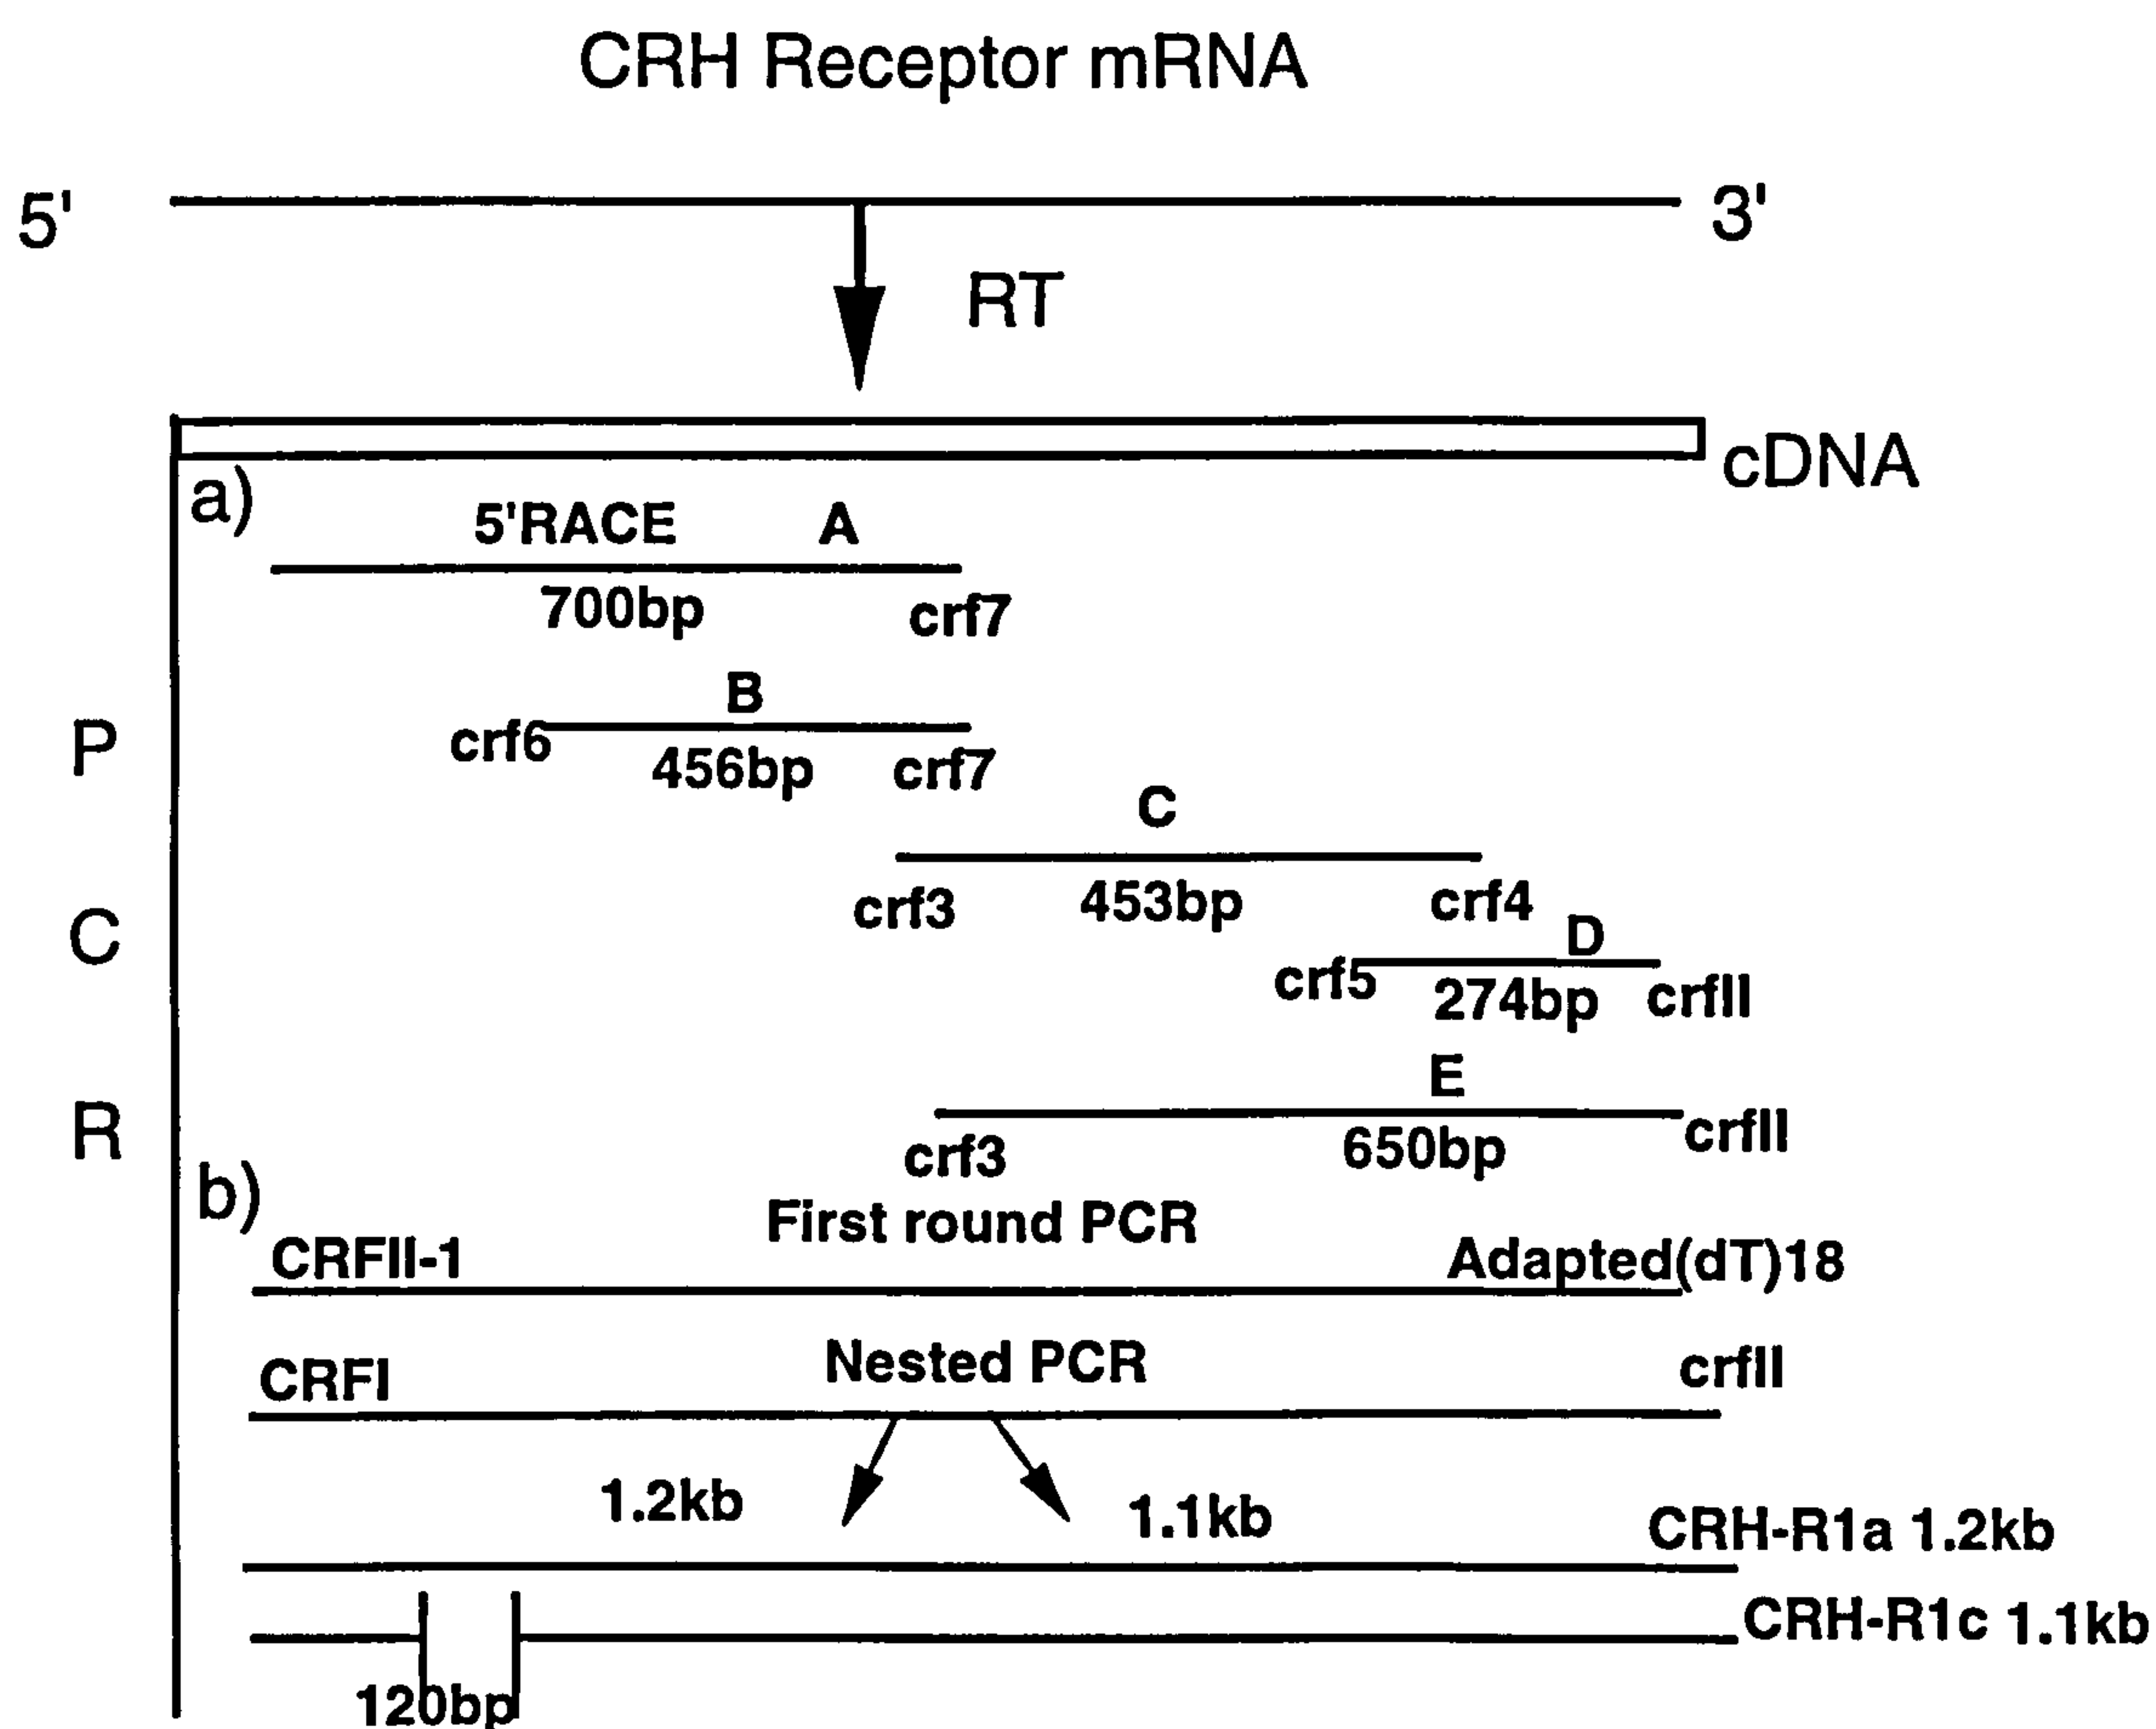 CRH Receptor mRNA
5' 3'
RT
cDNA
a)
5'RACE A
700bp crf7
B
crf6 456bp crf7
C
crf3 453bp crf4
D
crf5 274bp crfII
E
crf3 650bp crfII
P
C
R
b)
First round PCR
CRFII-1 Adapted(dT)18
Nested PCR
CRFI crfII
1.2kb 1.1kb
CRH-R1a 1.2kb
CRH-R1c 1.1kb
120bp